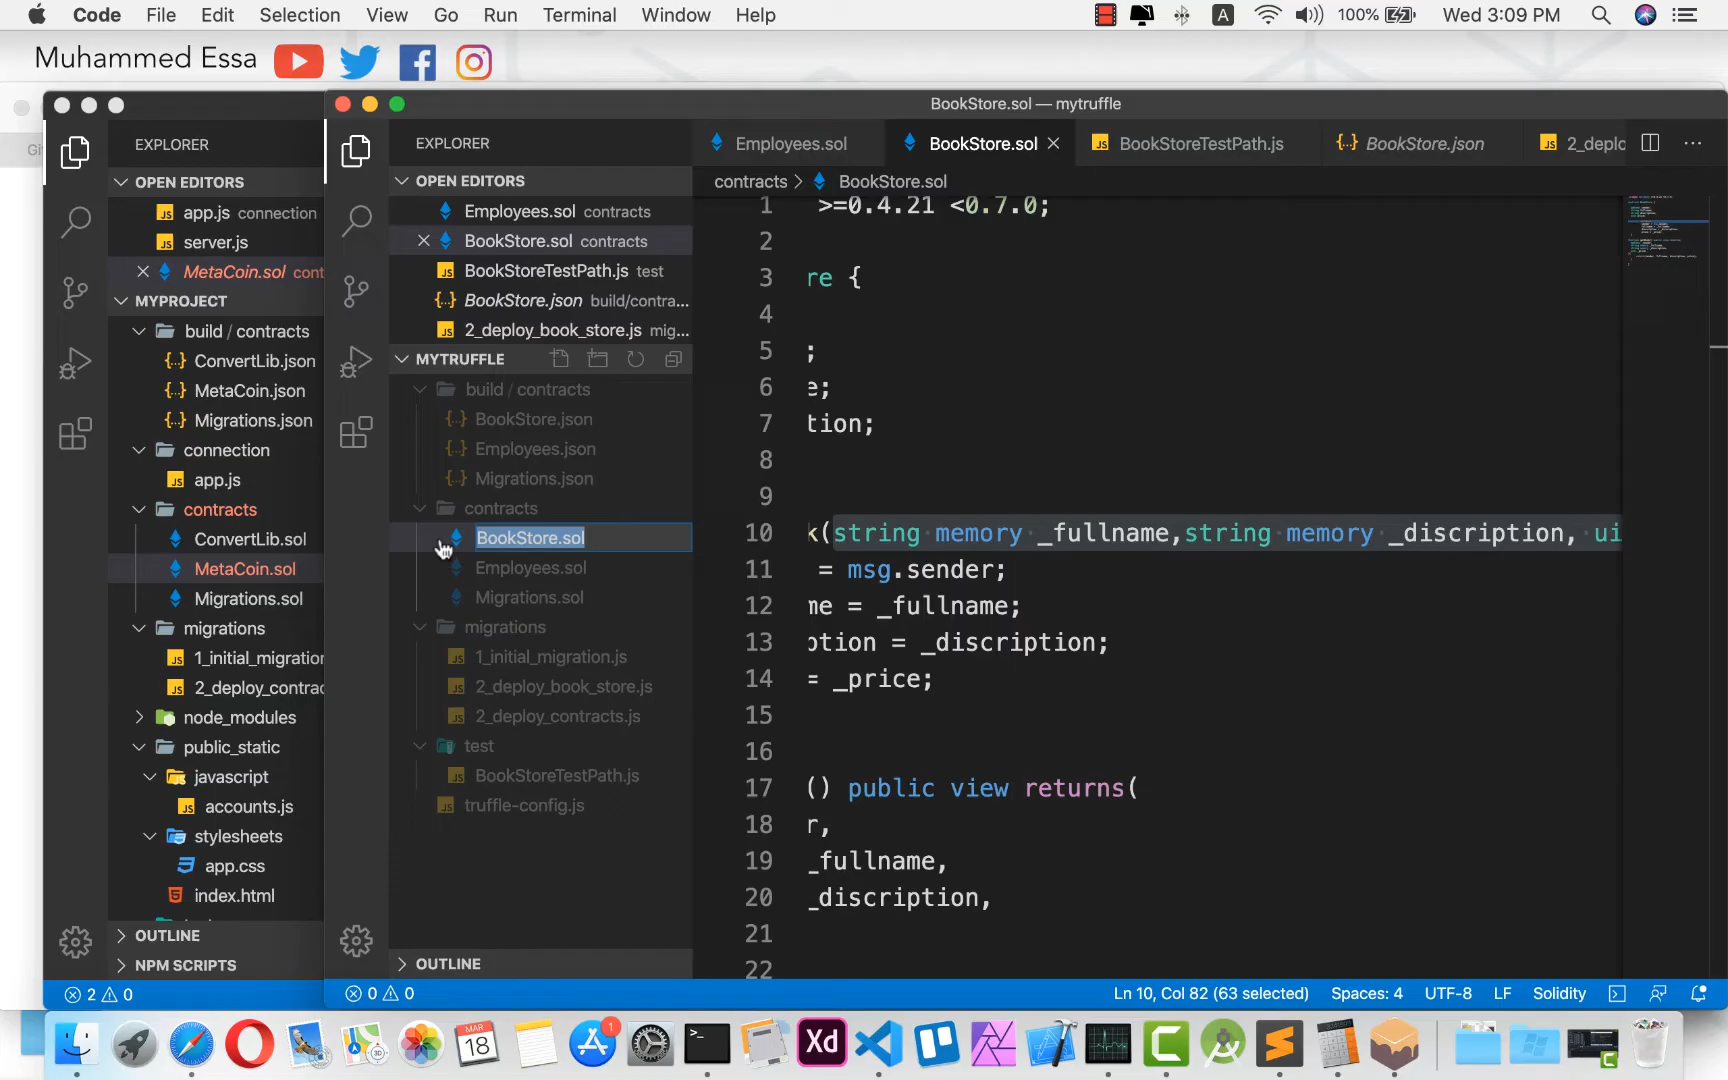 Code File Edit Selection View Go Run Terminal Window Help A 100% Wed 3:09 PM
Muhammed Essa
BookStore.sol — mytruffle
EXPLORER
OPEN EDITORS
app.js connection
server.js
MetaCoin.sol cont
MYPROJECT
build / contracts
ConvertLib.json
MetaCoin.json
Migrations.json
connection
app.js
contracts
ConvertLib.sol
MetaCoin.sol
Migrations.sol
migrations
1_initial_migration
2_deploy_contrac
node_modules
public_static
javascript
accounts.js
stylesheets
app.css
index.html
OUTLINE
NPM SCRIPTS
2 0
EXPLORER
OPEN EDITORS
Employees.sol contracts
BookStore.sol contracts
BookStoreTestPath.js test
BookStore.json build/contra...
2_deploy_book_store.js mig...
MYTRUFFLE
build / contracts
BookStore.json
Employees.json
Migrations.json
contracts
BookStore.sol
Employees.sol
Migrations.sol
migrations
1_initial_migration.js
2_deploy_book_store.js
2_deploy_contracts.js
test
BookStoreTestPath.js
truffle-config.js
OUTLINE
0 0
Employees.sol BookStore.sol BookStoreTestPath.js BookStore.json 2_deplo
contracts > BookStore.sol
1 >=0.4.21 <0.7.0;
2
3 re {
4
5 ;
6 e;
7 tion;
8
9
10 k(string memory _fullname,string memory _discription, ui
11 = msg.sender;
12 me = _fullname;
13 ption = _discription;
14 = _price;
15
16
17 () public view returns(
18 r,
19 _fullname,
20 _discription,
21
22
Ln 10, Col 82 (63 selected) Spaces: 4 UTF-8 LF Solidity
MAR
18
3D
1
Xd